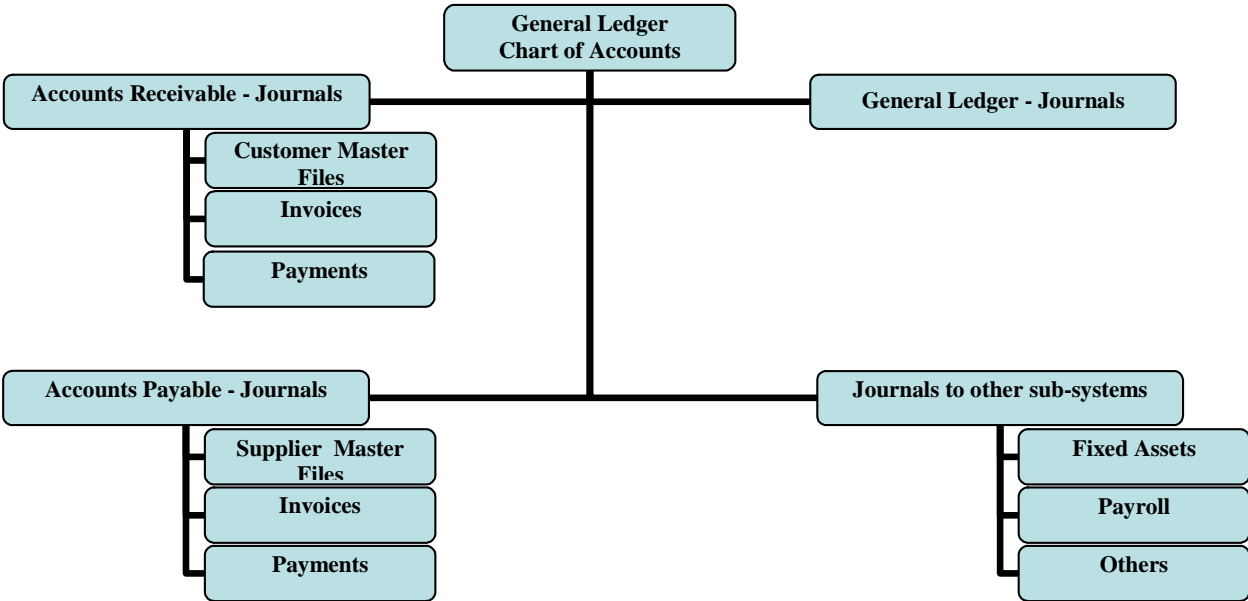 General Ledger
Chart of Accounts
Accounts Receivable - Journals
General Ledger - Journals
Customer Master
Files
Invoices
Payments
Accounts Payable - Journals
Journals to other sub-systems
Supplier Master
Files
Fixed Assets
Invoices
Payroll
Payments
Others